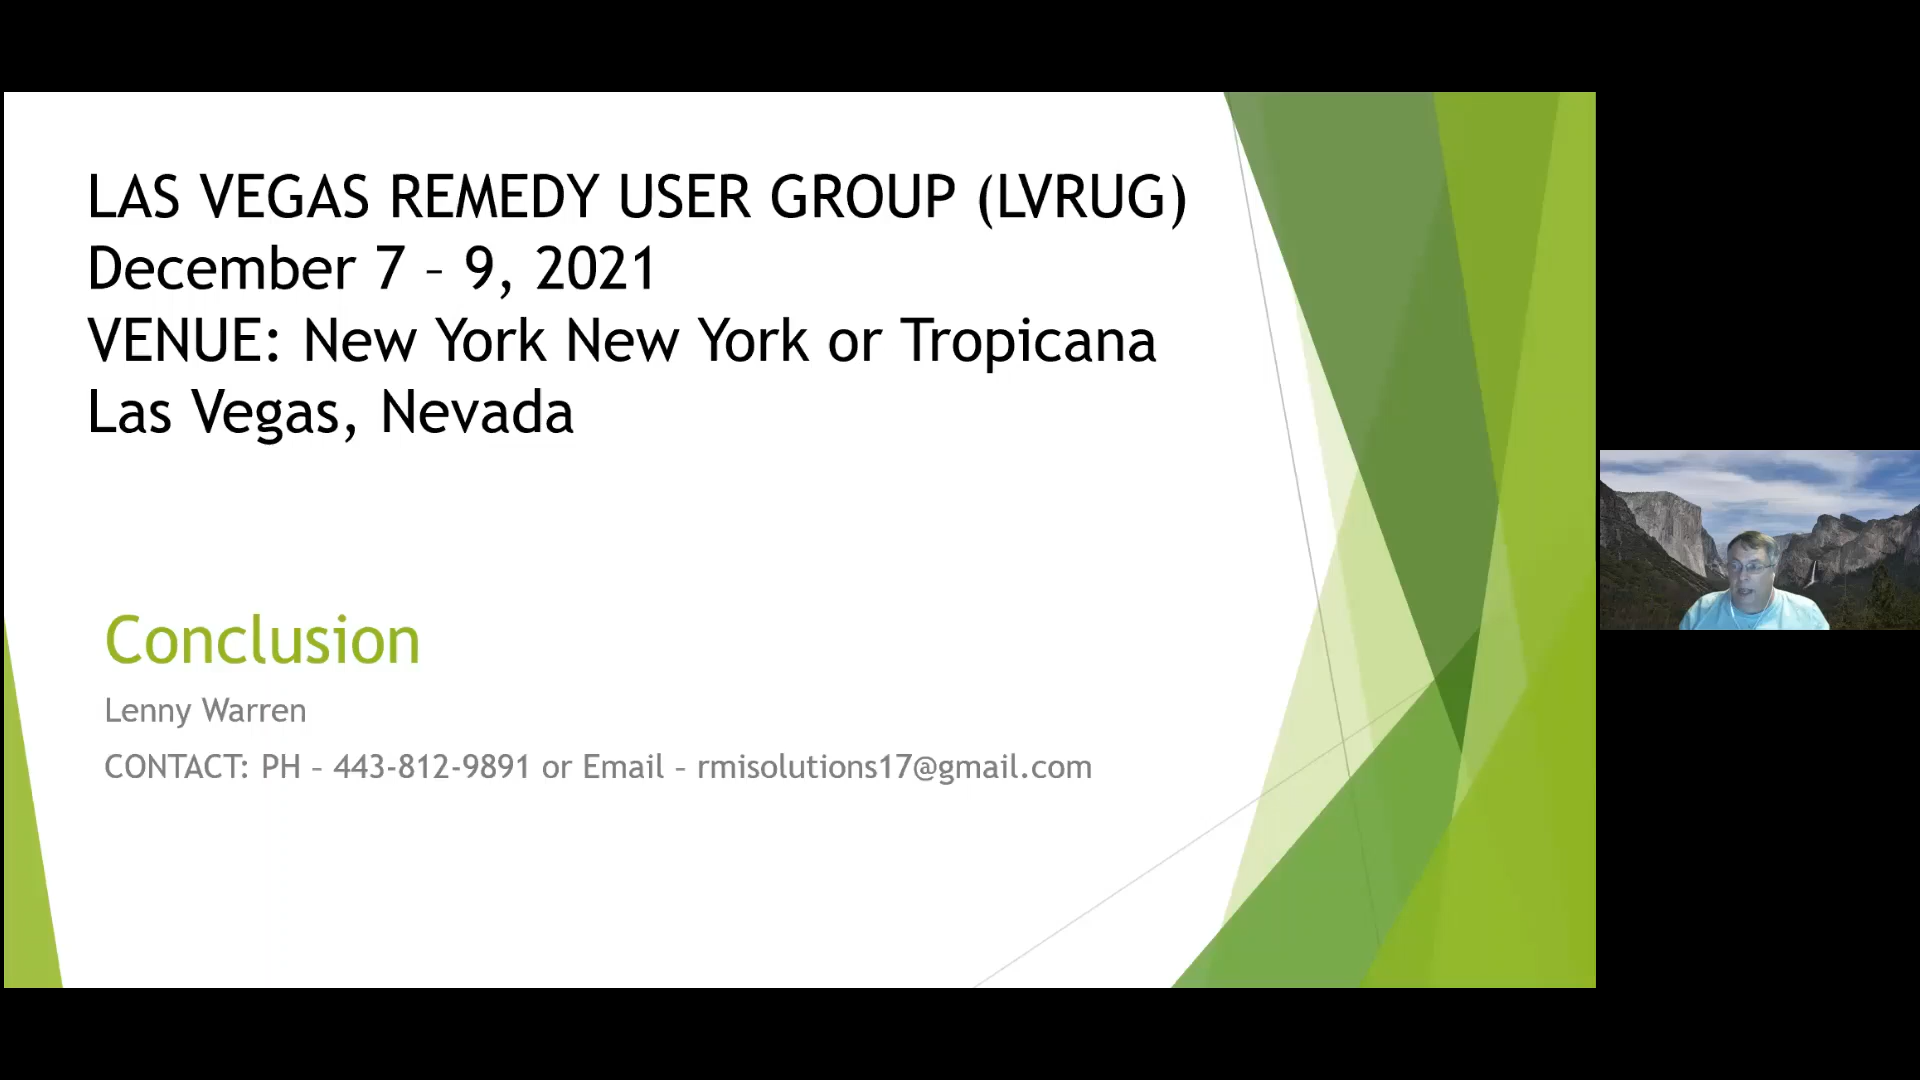 LAS VEGAS REMEDY USER GROUP (LVRUG)
December 7 – 9, 2021
VENUE: New York New York or Tropicana
Las Vegas, Nevada
Conclusion
Lenny Warren
CONTACT: PH – 443-812-9891 or Email – rmisolutions17@gmail.com